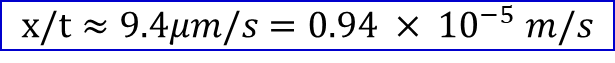 x/t ≈ 9.4μm/s = 0.94 × 10⁻⁵ m/s